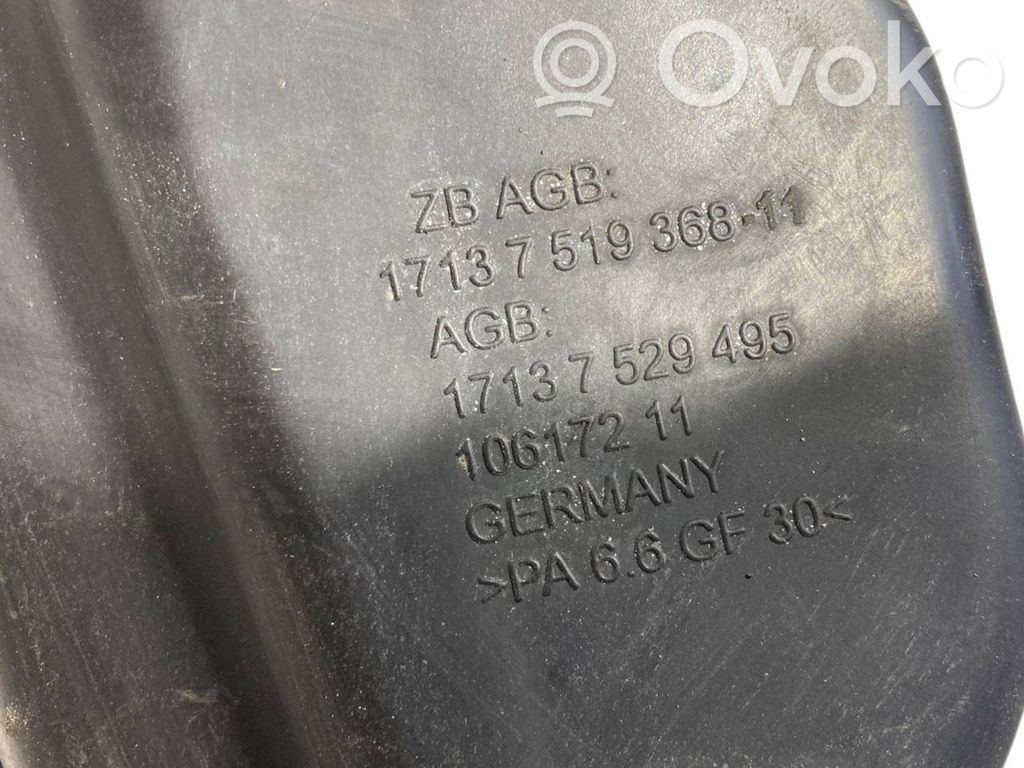 Ovoko
ZB AGB:
1713 7 519 368-11
AGB:
1713 7 529 495
106172 11
GERMANY
>PA 6.6 GF 30<